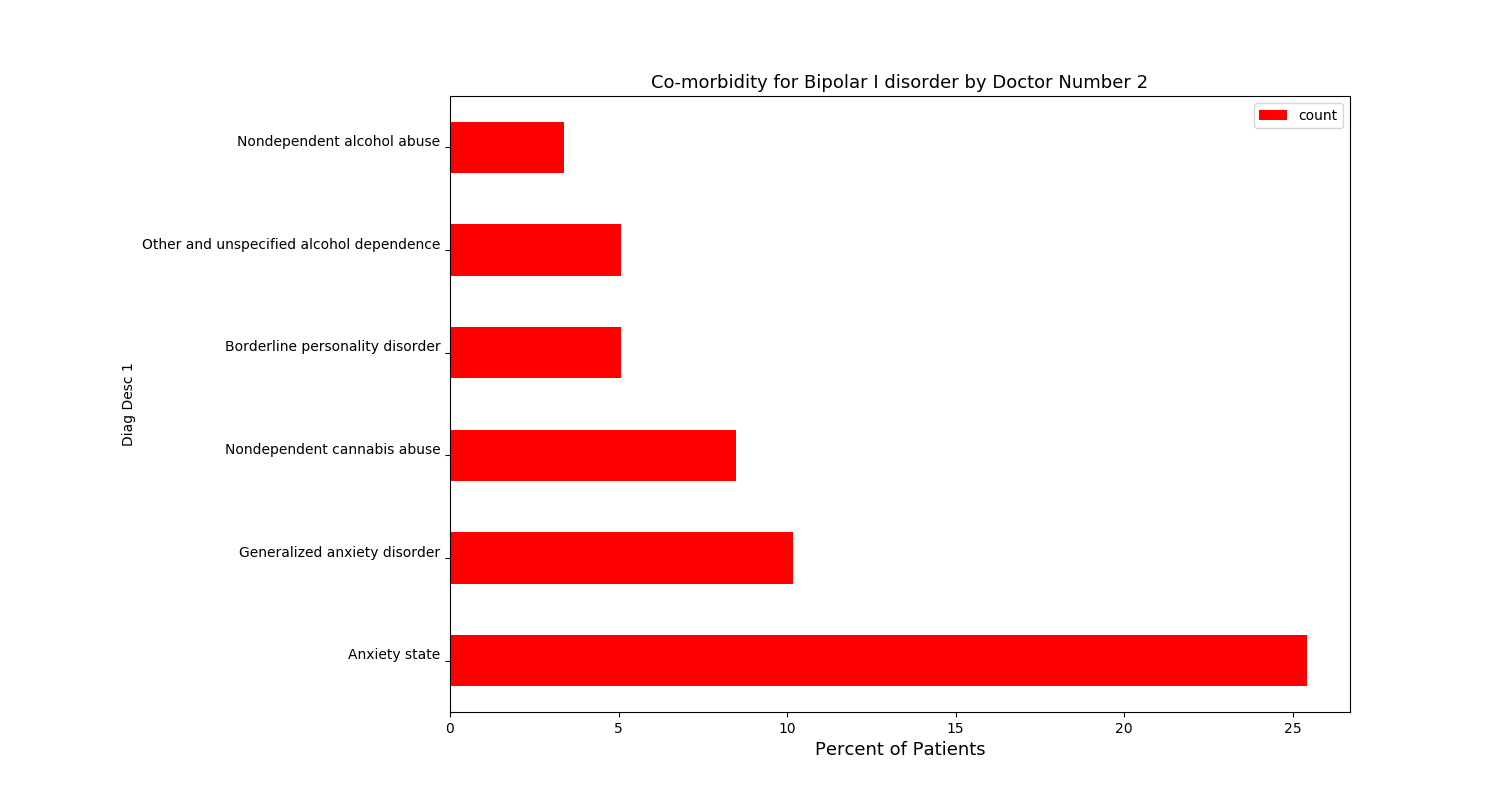 Co-morbidity for Bipolar I disorder by Doctor Number 2
count
Nondependent alcohol abuse
Other and unspecified alcohol dependence
Borderline personality disorder
Nondependent cannabis abuse
Generalized anxiety disorder
Anxiety state
Diag Desc 1
0 5 10 15 20 25
Percent of Patients